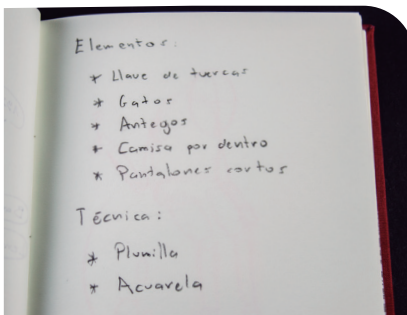 Elementos:
* Llave de tuercas
* Gatos
* Antegos
* Camisa por dentro
* Pantalones cortos
Técnica:
* Plumilla
* Acuarela